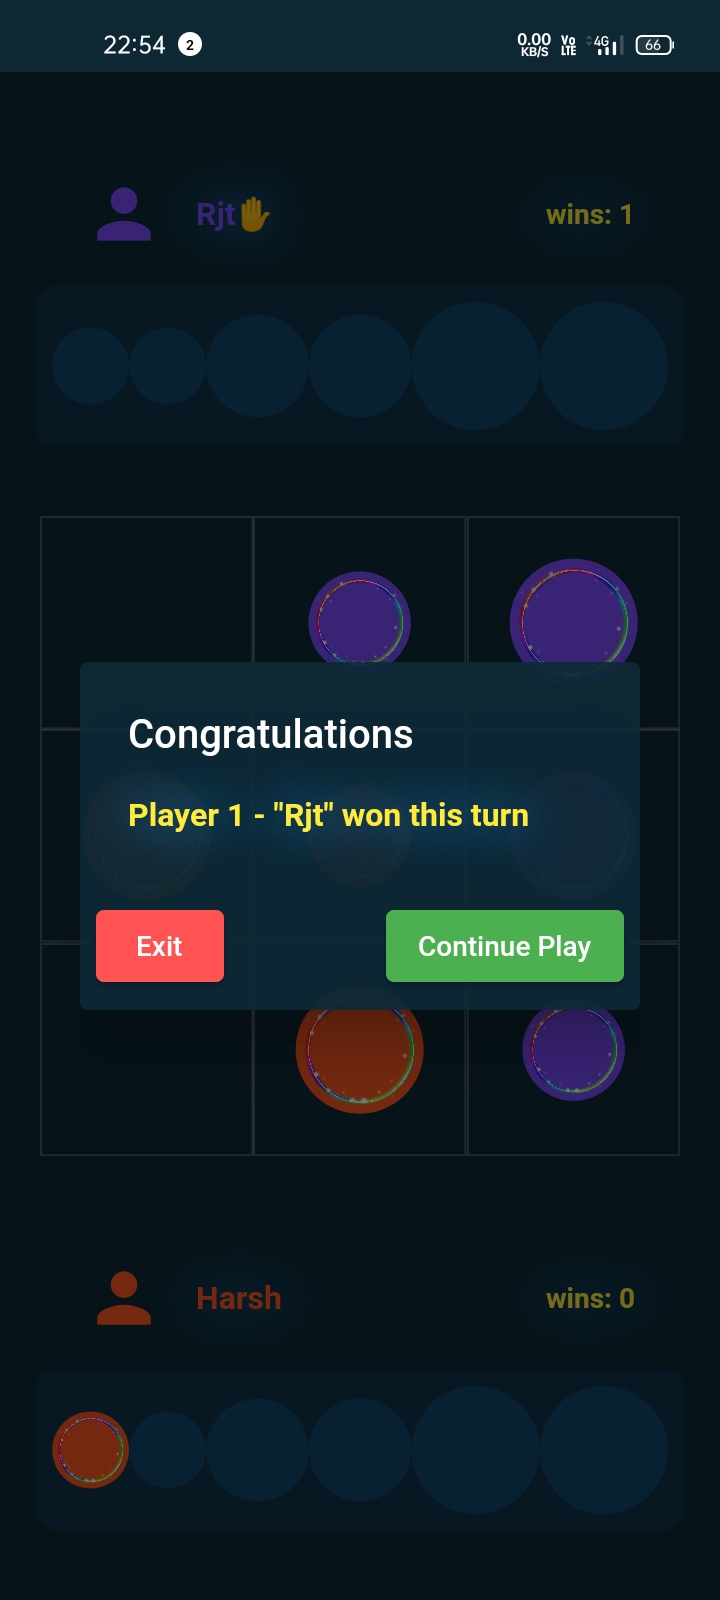 22:54 2 0.00 KB/S Vo LTE 4G 66
Rjt✋ wins: 1
Congratulations
Player 1 - "Rjt" won this turn
Exit Continue Play
Harsh wins: 0